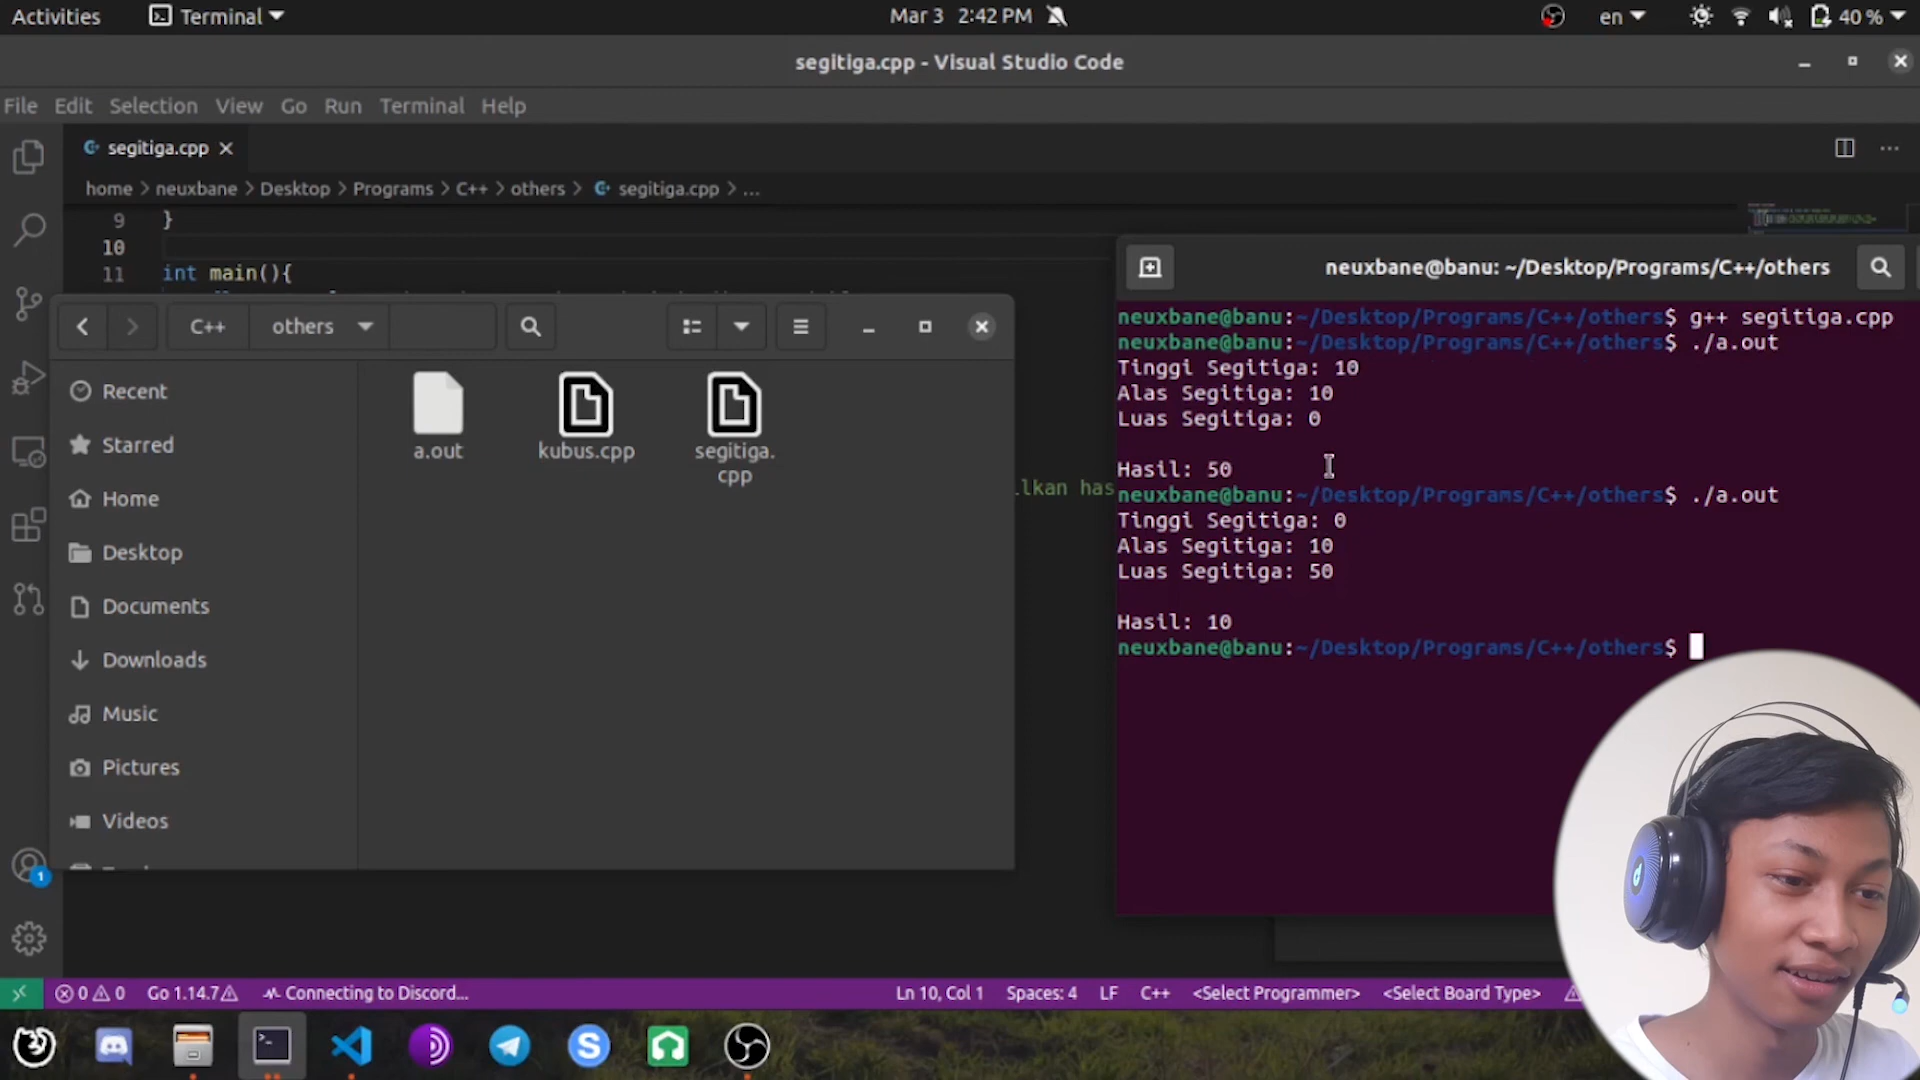 Activities
Terminal
Mar 3 2:42 PM
en
40 %
segitiga.cpp - Visual Studio Code
File Edit Selection View Go Run Terminal Help
segitiga.cpp
home > neuxbane > Desktop > Programs > C++ > others > segitiga.cpp > ...
9 }
10
11 int main(){
ilkan has
C++
others
Recent
Starred
Home
Desktop
Documents
Downloads
Music
Pictures
Videos
a.out
kubus.cpp
segitiga.
cpp
neuxbane@banu: ~/Desktop/Programs/C++/others
neuxbane@banu:~/Desktop/Programs/C++/others$ g++ segitiga.cpp
neuxbane@banu:~/Desktop/Programs/C++/others$ ./a.out
Tinggi Segitiga: 10
Alas Segitiga: 10
Luas Segitiga: 0
Hasil: 50
neuxbane@banu:~/Desktop/Programs/C++/others$ ./a.out
Tinggi Segitiga: 0
Alas Segitiga: 10
Luas Segitiga: 50
Hasil: 10
neuxbane@banu:~/Desktop/Programs/C++/others$
1
0 0 Go 1.14.7 Connecting to Discord... Ln 10, Col 1 Spaces: 4 LF C++ <Select Programmer> <Select Board Type>